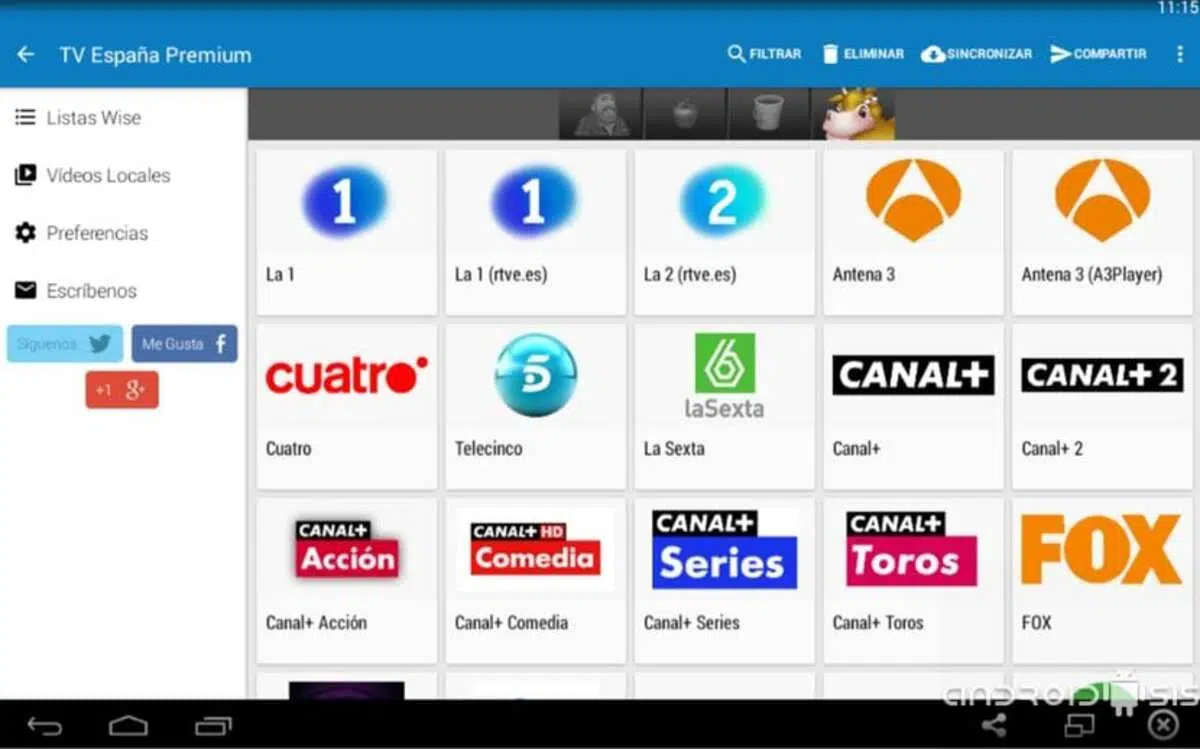 11:15
TV España Premium
FILTRAR
ELIMINAR
SINCRONIZAR
COMPARTIR
Listas Wise
Vídeos Locales
Preferencias
Escríbenos
Síguenos
Me Gusta f
+1 g+
1
La 1
1
La 1 (rtve.es)
2
La 2 (rtve.es)
Antena 3
Antena 3 (A3Player)
cuatro
Cuatro
5
Telecinco
6
laSexta
La Sexta
CANAL+
Canal+
CANAL+ 2
Canal+ 2
CANAL+
Acción
Canal+ Acción
CANAL+ HD
Comedia
Canal+ Comedia
CANAL+
Series
Canal+ Series
CANAL+
Toros
Canal+ Toros
FOX
FOX
ANDROIDSIS